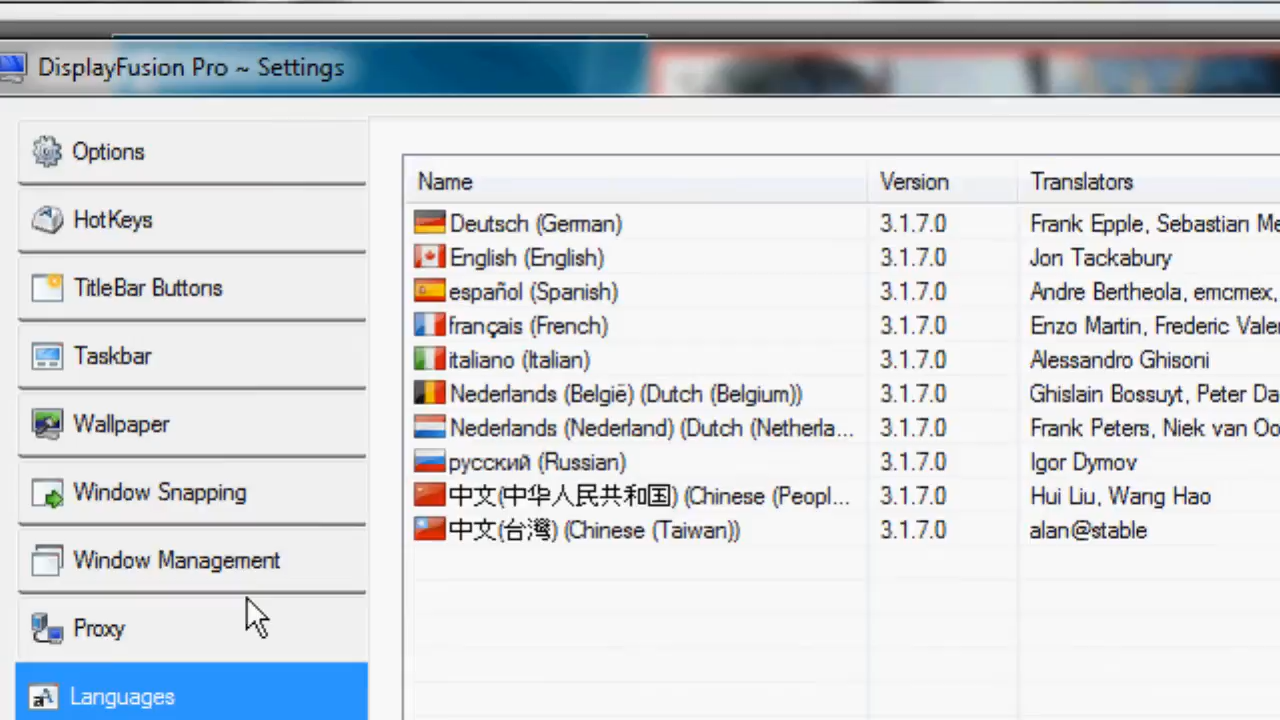 DisplayFusion Pro ~ Settings
Options
HotKeys
TitleBar Buttons
Taskbar
Wallpaper
Window Snapping
Window Management
Proxy
Languages
Name Version Translators
Deutsch (German) 3.1.7.0 Frank Epple, Sebastian Me
English (English) 3.1.7.0 Jon Tackabury
español (Spanish) 3.1.7.0 Andre Bertheola, emcmex,
français (French) 3.1.7.0 Enzo Martin, Frederic Valer
italiano (Italian) 3.1.7.0 Alessandro Ghisoni
Nederlands (België) (Dutch (Belgium)) 3.1.7.0 Ghislain Bossuyt, Peter Da
Nederlands (Nederland) (Dutch (Netherla... 3.1.7.0 Frank Peters, Niek van Oo
русский (Russian) 3.1.7.0 Igor Dymov
中文(中华人民共和国) (Chinese (Peopl... 3.1.7.0 Hui Liu, Wang Hao
中文(台灣) (Chinese (Taiwan)) 3.1.7.0 alan@stable